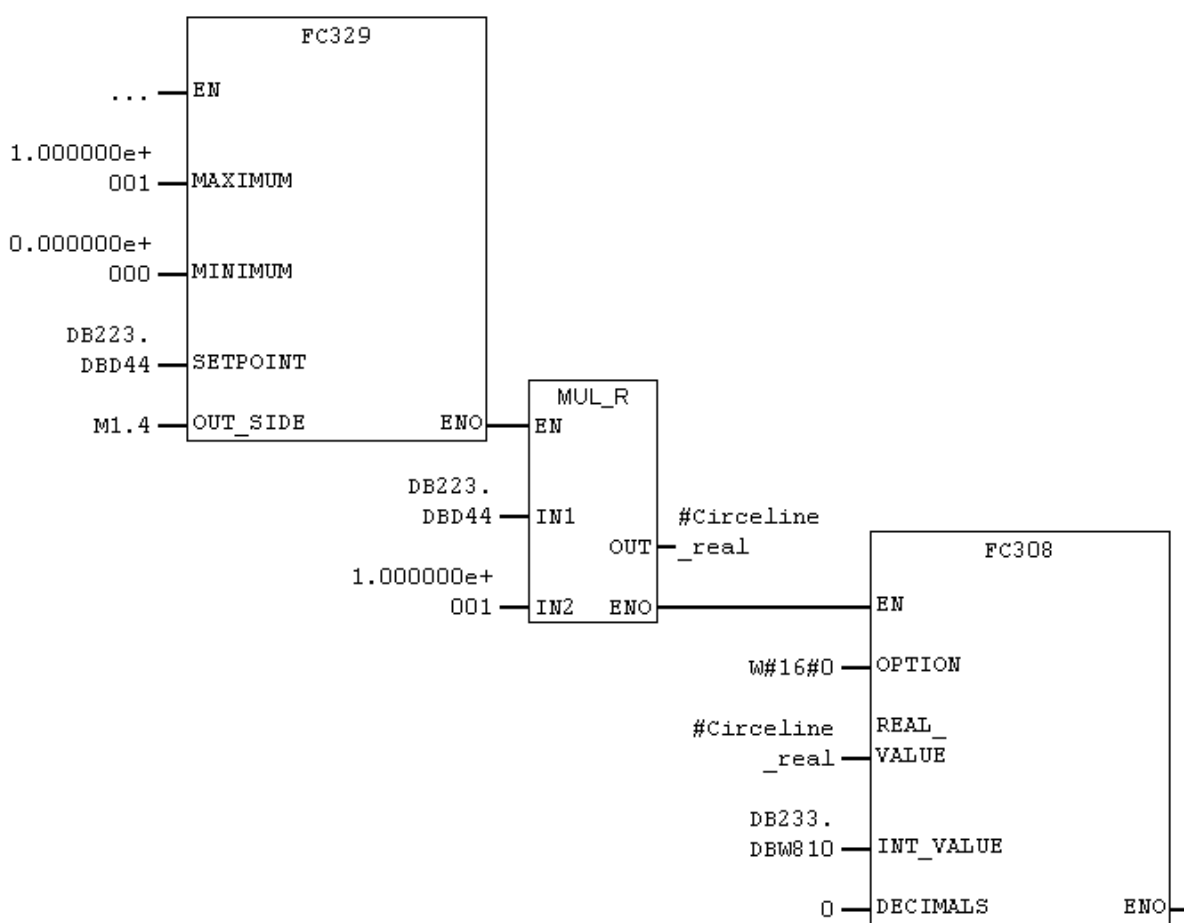 FC329
... EN
1.000000e+
001 MAXIMUM
0.000000e+
000 MINIMUM
DB223.
DBD44 SETPOINT
M1.4 OUT_SIDE ENO
MUL_R
EN
DB223.
DBD44 IN1
#Circeline
OUT _real
1.000000e+
001 IN2 ENO
FC308
EN
W#16#0 OPTION
#Circeline
_real
REAL_
VALUE
DB233.
DBW810 INT_VALUE
0 DECIMALS ENO